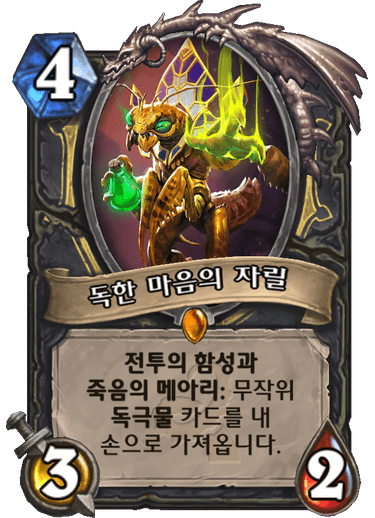 4
독한 마음의 자릴
전투의 함성과
죽음의 메아리: 무작위
독극물 카드를 내
손으로 가져옵니다.
3
2